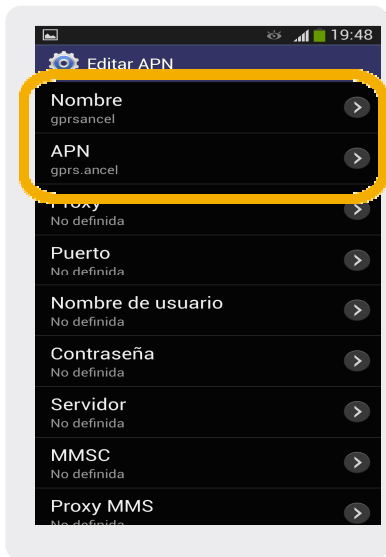 19:48
Editar APN
Nombre
gprsancel
APN
gprs.ancel
Proxy
No definida
Puerto
No definida
Nombre de usuario
No definida
Contraseña
No definida
Servidor
No definida
MMSC
No definida
Proxy MMS
No definida